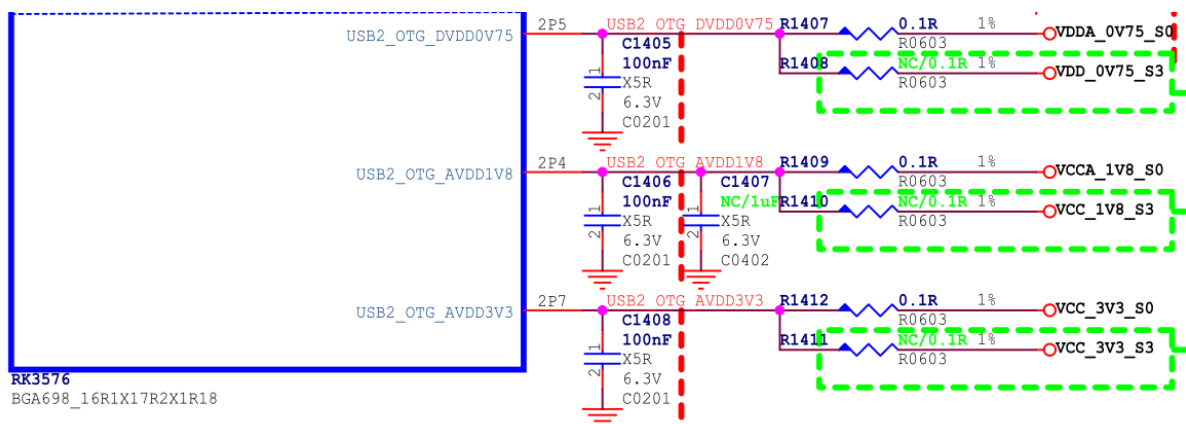 USB2_OTG_DVDD0V75 2P5 USB2_OTG_DVDD0V75 R1407 0.1R 1% VDDA_0V75_S0
R0603
C1405
100nF
1
2
X5R
6.3V
C0201
R1408 NC/0.1R 1% VDD_0V75_S3
R0603
USB2_OTG_AVDD1V8 2P4 USB2_OTG_AVDD1V8 R1409 0.1R 1% VCCA_1V8_S0
R0603
C1406
100nF
1
2
X5R
6.3V
C0201
C1407
NC/1uF
1
2
X5R
6.3V
C0402
R1410 NC/0.1R 1% VCC_1V8_S3
R0603
USB2_OTG_AVDD3V3 2P7 USB2_OTG_AVDD3V3 R1412 0.1R 1% VCC_3V3_S0
R0603
C1408
100nF
1
2
X5R
6.3V
C0201
R1411 NC/0.1R 1% VCC_3V3_S3
R0603
RK3576
BGA698_16R1X17R2X1R18